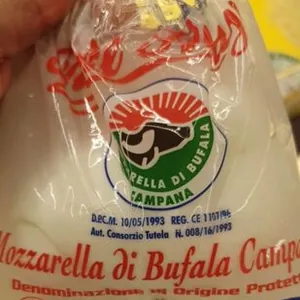 ARELLA DI BUFALA
CAMPANA
D.P.C.M. 10/05/1993 REG. CE 1107/96
Aut. Consorzio Tutela N. 008/16/1993
Mozzarella di Bufala Campa
Denominazione di Origine Protet